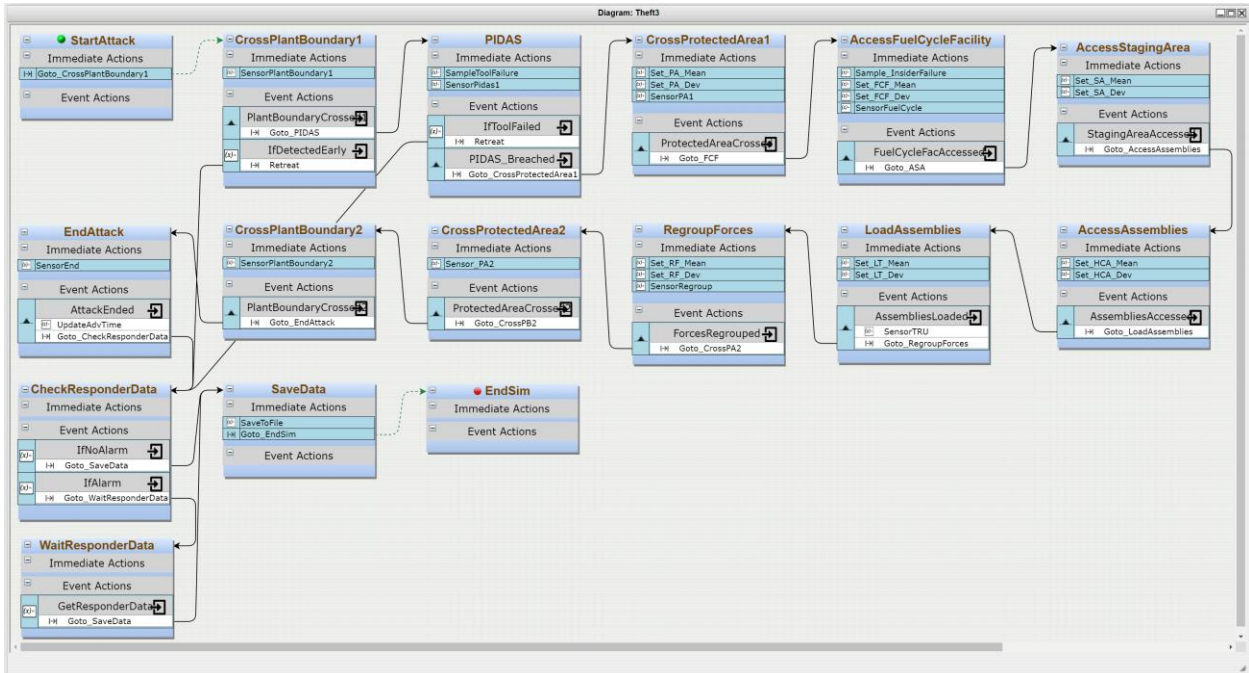 Diagram: Theft3
StartAttack
Immediate Actions
Goto_CrossPlantBoundary1
Event Actions
CrossPlantBoundary1
Immediate Actions
SensorPlantBoundary1
Event Actions
PlantBoundaryCrosse
Goto_PIDAS
IfDetectedEarly
Retreat
PIDAS
Immediate Actions
SampleToolFailure
SensorPidas1
Event Actions
IfToolFailed
Retreat
PIDAS_Breached
Goto_CrossProtectedArea1
CrossProtectedArea1
Immediate Actions
Set_PA_Mean
Set_PA_Dev
SensorPA1
Event Actions
ProtectedAreaCross
Goto_FCF
AccessFuelCycleFacility
Immediate Actions
Sample_InsiderFailure
Set_FCF_Mean
Set_FCF_Dev
SensorFuelCycle
Event Actions
FuelCycleFacAccessed
Goto_ASA
AccessStagingArea
Immediate Actions
Set_SA_Mean
Set_SA_Dev
Event Actions
StagingAreaAccesse
Goto_AccessAssemblies
EndAttack
Immediate Actions
SensorEnd
Event Actions
AttackEnded
UpdateAdvTime
Goto_CheckResponderData
CrossPlantBoundary2
Immediate Actions
SensorPlantBoundary2
Event Actions
PlantBoundaryCrosse
Goto_EndAttack
CrossProtectedArea2
Immediate Actions
Sensor_PA2
Event Actions
ProtectedAreaCrosse
Goto_CrossPB2
RegroupForces
Immediate Actions
Set_RF_Mean
Set_RF_Dev
SensorRegroup
Event Actions
ForcesRegrouped
Goto_CrossPA2
LoadAssemblies
Immediate Actions
Set_LT_Mean
Set_LT_Dev
Event Actions
AssembliesLoaded
SensorTRU
Goto_RegroupForces
AccessAssemblies
Immediate Actions
Set_HCA_Mean
Set_HCA_Dev
Event Actions
AssembliesAccesse
Goto_LoadAssemblies
CheckResponderData
Immediate Actions
Event Actions
IfNoAlarm
Goto_SaveData
IfAlarm
Goto_WaitResponderData
SaveData
Immediate Actions
SaveToFile
Goto_EndSim
Event Actions
EndSim
Immediate Actions
Event Actions
WaitResponderData
Immediate Actions
Event Actions
GetResponderData
Goto_SaveData